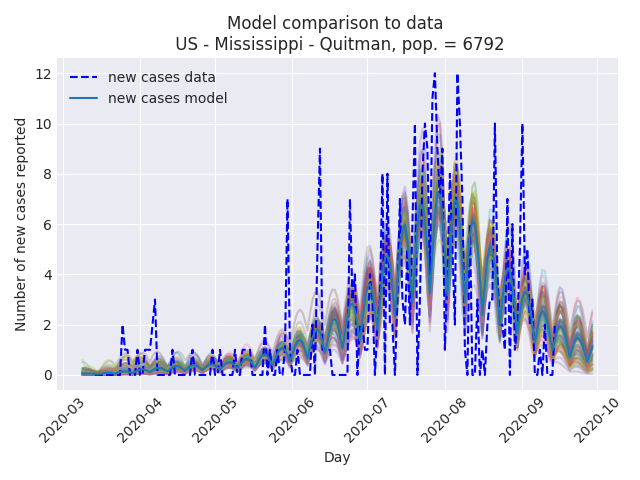 Model comparison to data
US - Mississippi - Quitman, pop. = 6792
new cases data
new cases model
Number of new cases reported
12
10
8
6
4
2
0
2020-03
2020-04
2020-05
2020-06
2020-07
2020-08
2020-09
2020-10
Day